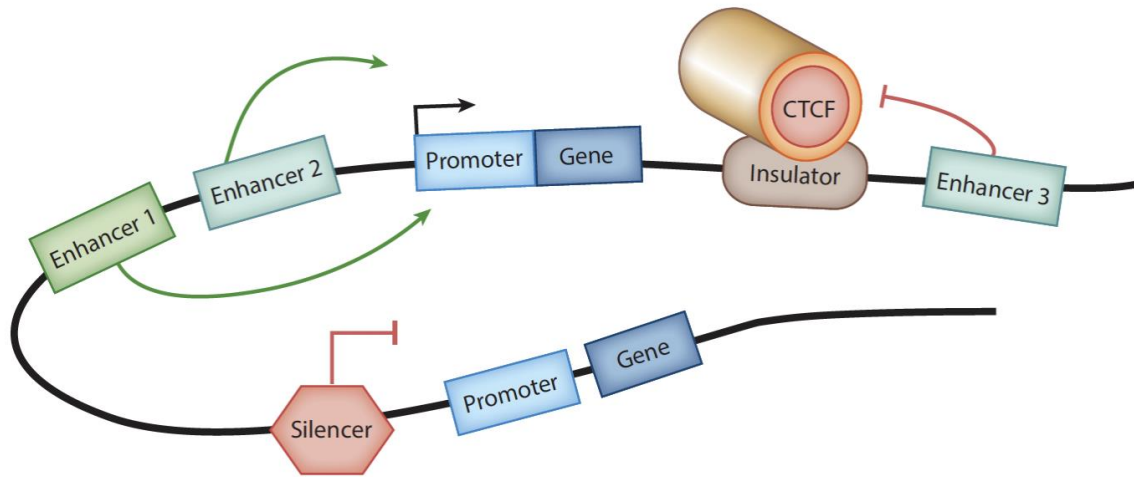 Enhancer 1
Enhancer 2
Promoter
Gene
CTCF
Insulator
Enhancer 3
Silencer
Promoter
Gene